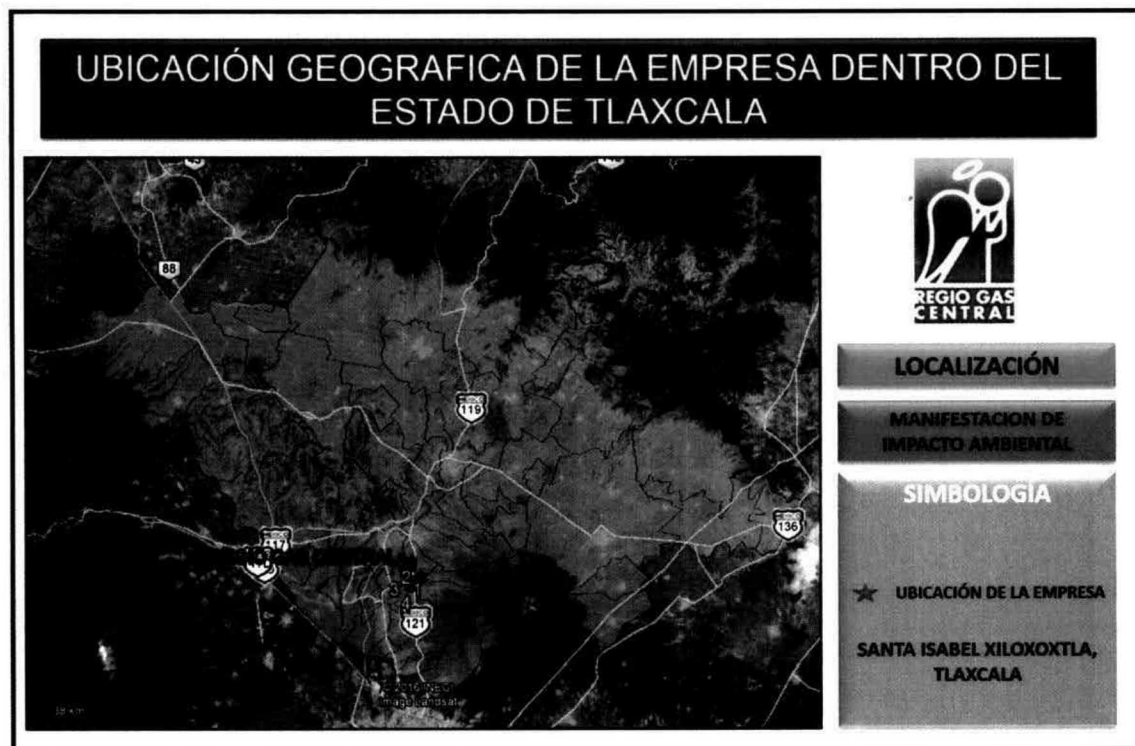 UBICACIÓN GEOGRAFICA DE LA EMPRESA DENTRO DEL
ESTADO DE TLAXCALA
88
119
136
117
121
REGIO GAS
CENTRAL
LOCALIZACIÓN
MANIFESTACION DE
IMPACTO AMBIENTAL
SIMBOLOGÍA
UBICACIÓN DE LA EMPRESA
SANTA ISABEL XILOXOXTLA,
TLAXCALA
Image Landsat